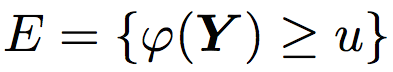 E = {φ(Y) ≥ u}